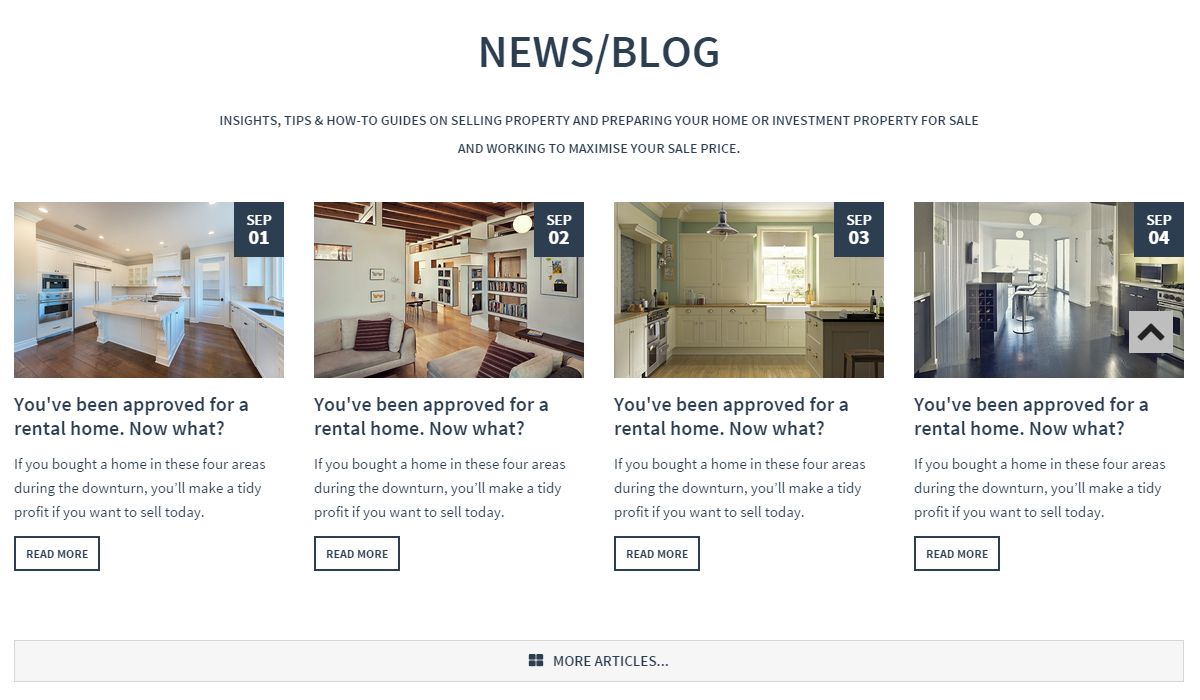 NEWS/BLOG
INSIGHTS, TIPS & HOW-TO GUIDES ON SELLING PROPERTY AND PREPARING YOUR HOME OR INVESTMENT PROPERTY FOR SALE
AND WORKING TO MAXIMISE YOUR SALE PRICE.
SEP
01
You've been approved for a
rental home. Now what?
If you bought a home in these four areas
during the downturn, you’ll make a tidy
profit if you want to sell today.
READ MORE
SEP
02
You've been approved for a
rental home. Now what?
If you bought a home in these four areas
during the downturn, you’ll make a tidy
profit if you want to sell today.
READ MORE
SEP
03
You've been approved for a
rental home. Now what?
If you bought a home in these four areas
during the downturn, you’ll make a tidy
profit if you want to sell today.
READ MORE
SEP
04
You've been approved for a
rental home. Now what?
If you bought a home in these four areas
during the downturn, you’ll make a tidy
profit if you want to sell today.
READ MORE
MORE ARTICLES...